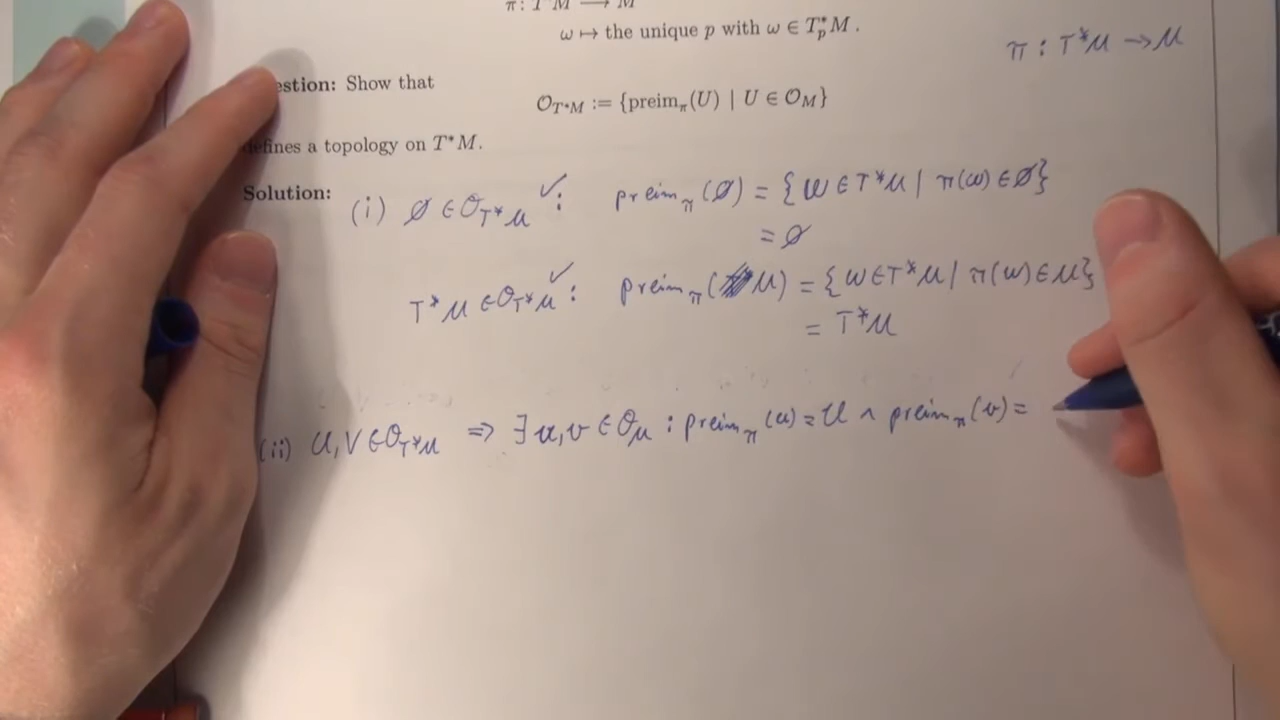 π : T*M ⟶ M
ω ↦ the unique p with ω ∈ T*ₚM .
π : T*M → M
estion: Show that
𝒪_{T*M} := {preim_π(U) | U ∈ 𝒪_M}
efines a topology on T*M.
Solution:
(i) ∅ ∈ 𝒪_{T*M} ✓ : preim_π(∅) = {ω ∈ T*M | π(ω) ∈ ∅}
= ∅
T*M ∈ 𝒪_{T*M} ✓ : preim_π(M) = {ω ∈ T*M | π(ω) ∈ M}
= T*M
(ii) U, V ∈ 𝒪_{T*M} ⇒ ∃ u, v ∈ 𝒪_M : preim_π(u) = U ∧ preim_π(v) =